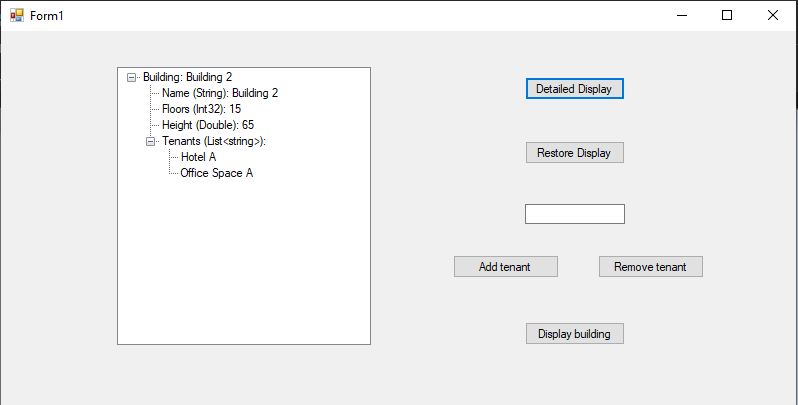 Form1
Building: Building 2
Name (String): Building 2
Floors (Int32): 15
Height (Double): 65
Tenants (List<string>):
Hotel A
Office Space A
Detailed Display
Restore Display
Add tenant
Remove tenant
Display building